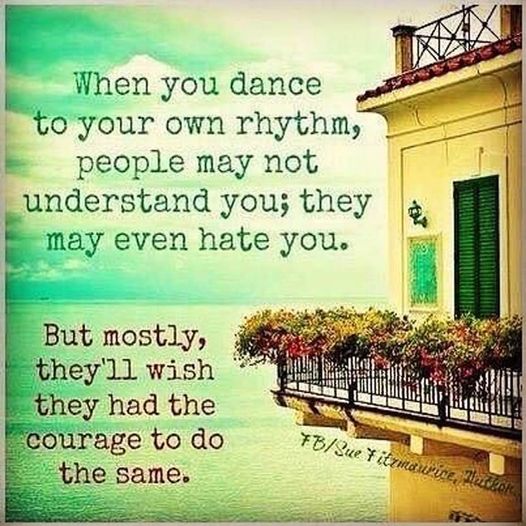 When you dance
to your own rhythm,
people may not
understand you; they
may even hate you.
But mostly,
they'll wish
they had the
courage to do
the same.
FB/Sue Fitzmaurice, Author